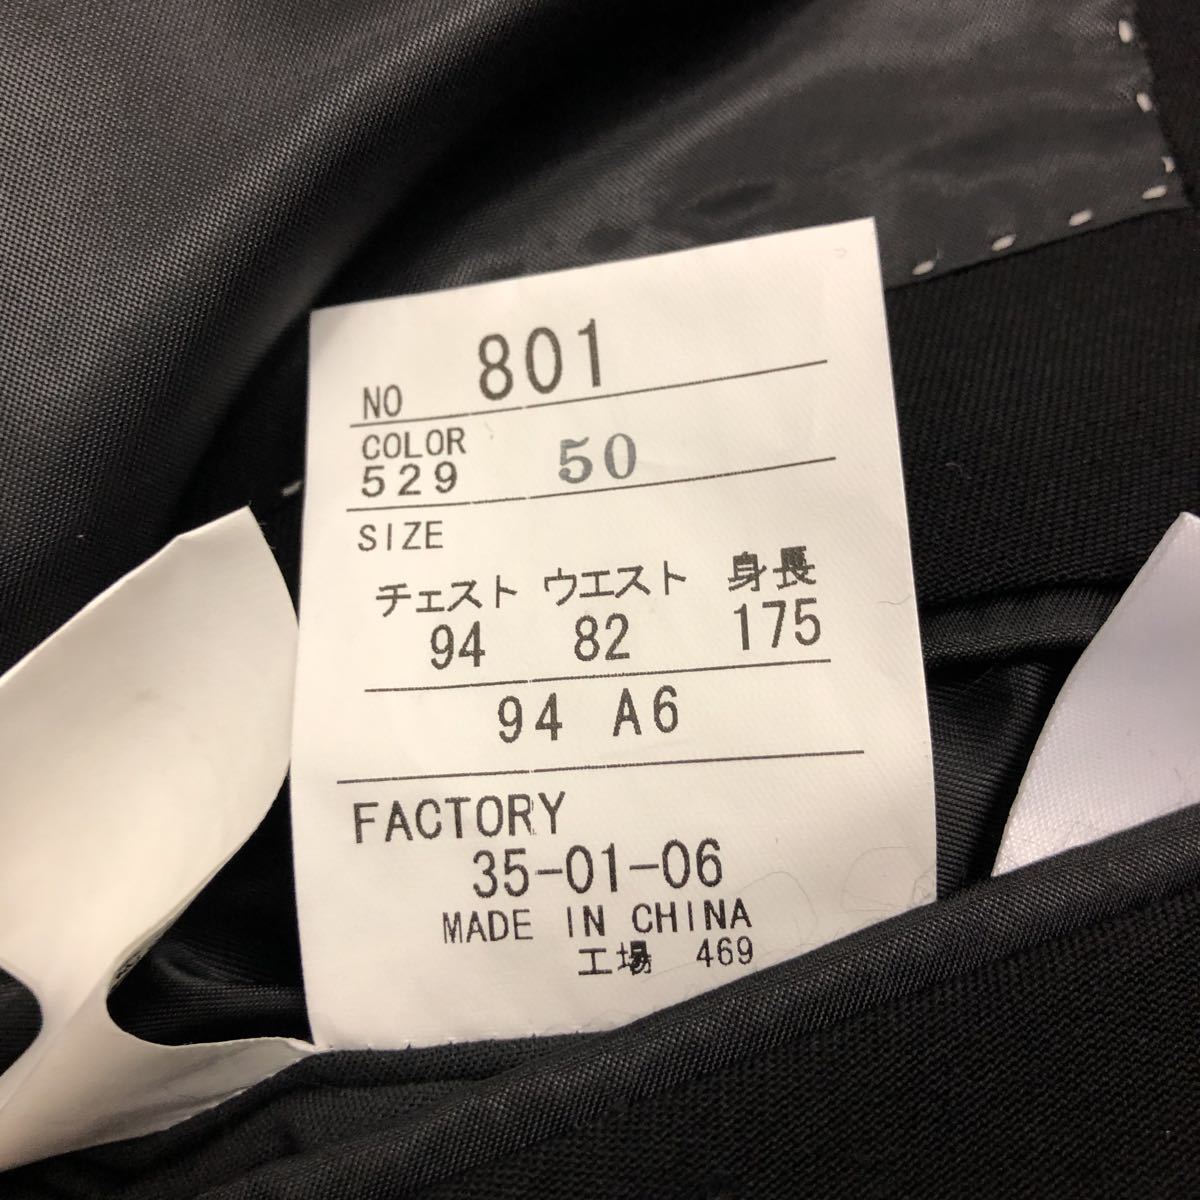 NO 801
COLOR
529 50
SIZE
チェスト ウエスト 身長
94 82 175
94 A6
FACTORY
35-01-06
MADE IN CHINA
工場 469